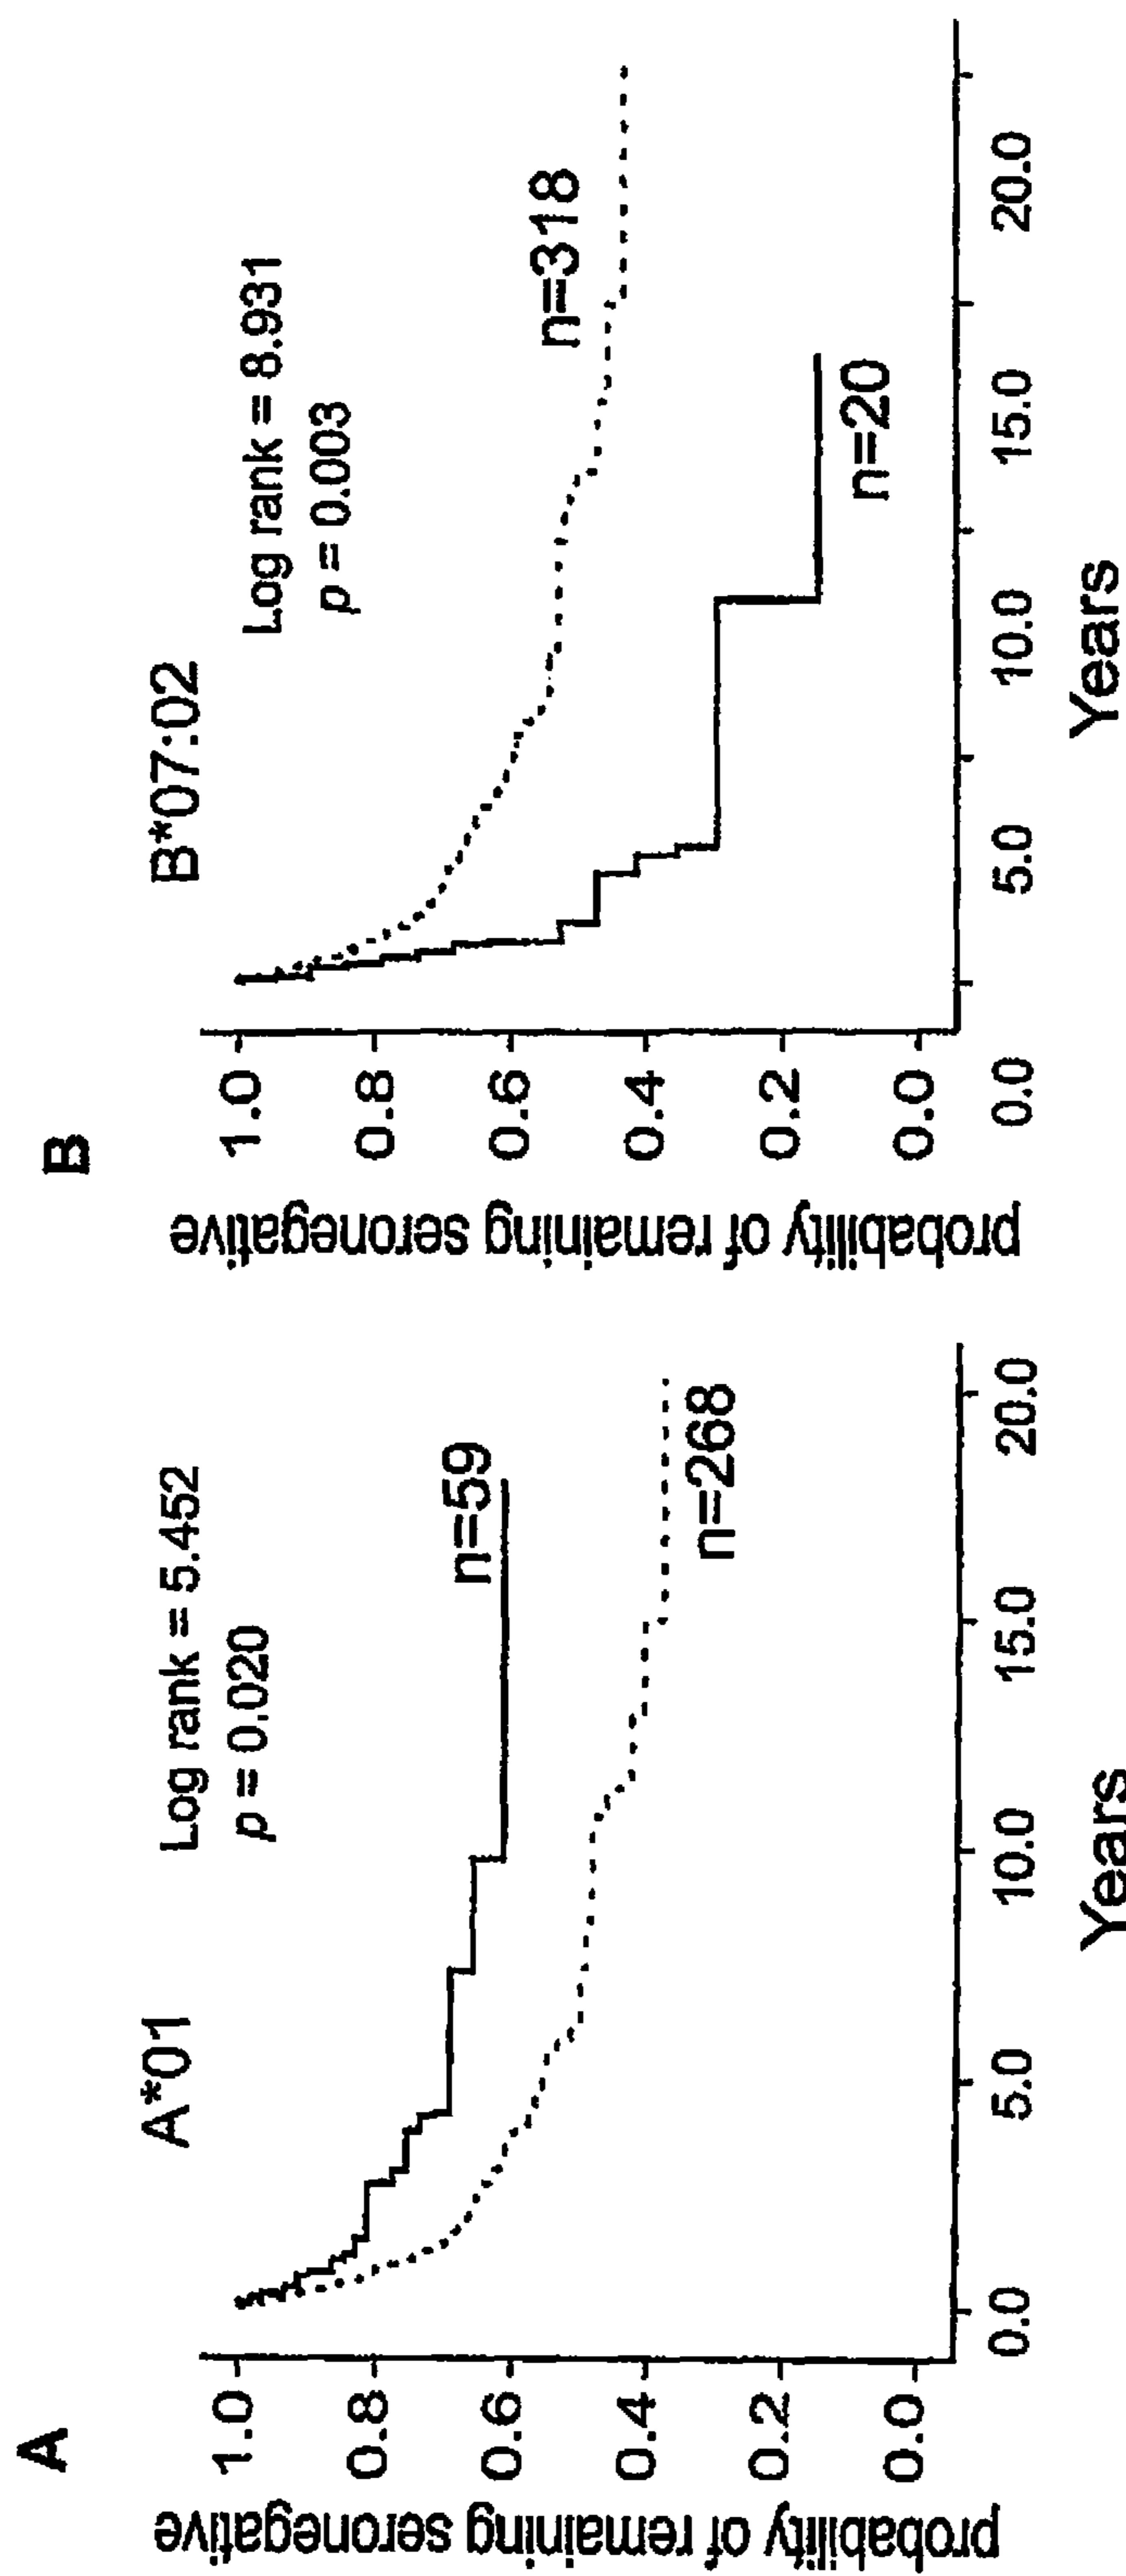 A
A*01
Log rank = 5.452
p = 0.020
n=59
n=268
probability of remaining seronegative
1.0
0.8
0.6
0.4
0.2
0.0
0.0 5.0 10.0 15.0 20.0
Years
B
B*07:02
Log rank = 8.931
p = 0.003
n=318
n=20
probability of remaining seronegative
1.0
0.8
0.6
0.4
0.2
0.0
0.0 5.0 10.0 15.0 20.0
Years